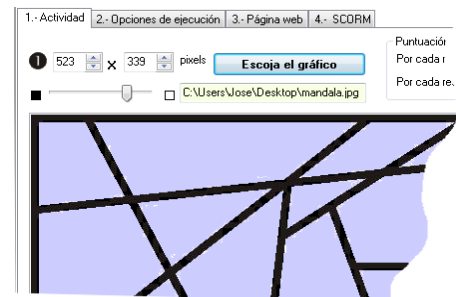 1.- Actividad 2.- Opciones de ejecución 3.- Página web 4.- SCORM
Puntuación
1 523 x 339 pixels Escoja el gráfico Por cada
C:\Users\Jose\Desktop\mandala.jpg Por cada